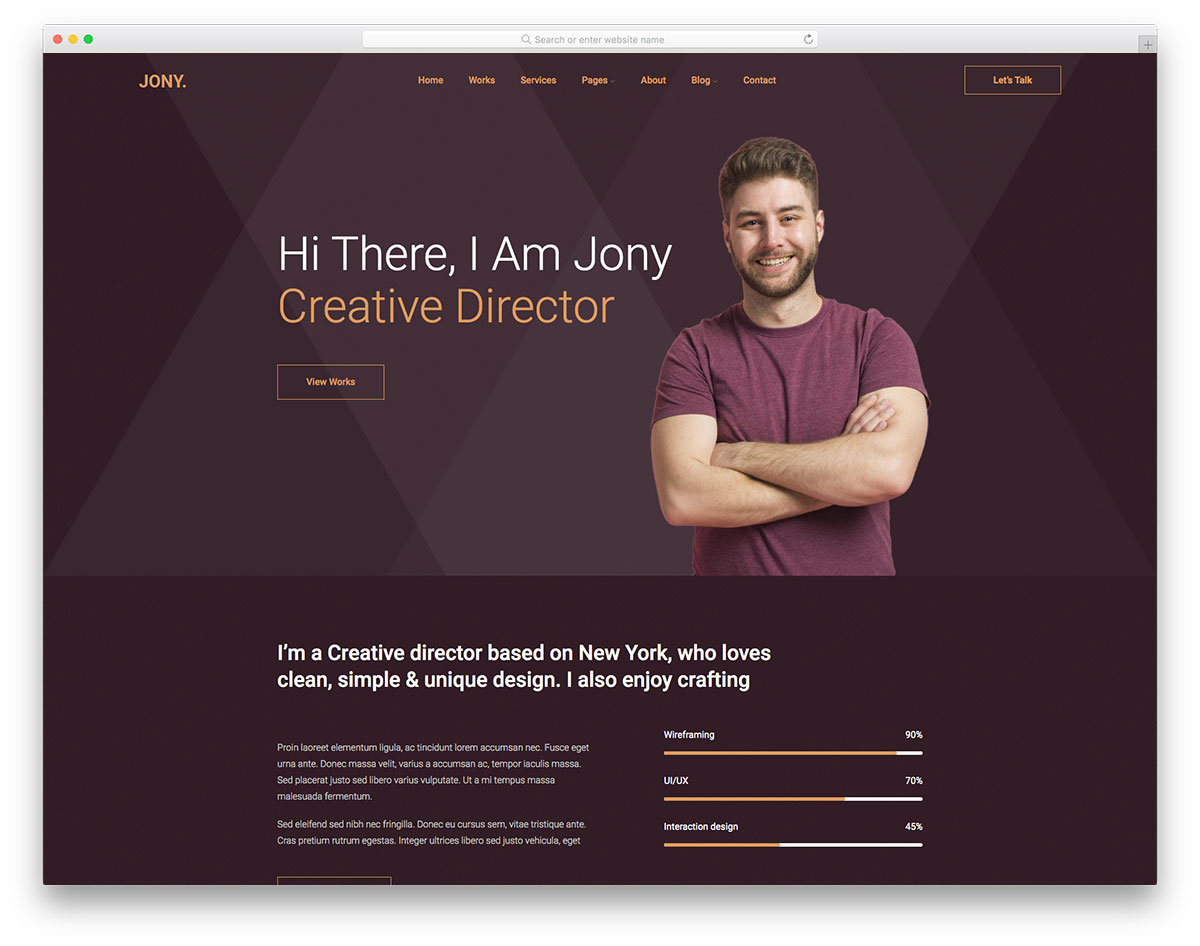 Search or enter website name
JONY.
Home Works Services Pages About Blog Contact
Let's Talk
Hi There, I Am Jony
Creative Director
View Works
I'm a Creative director based on New York, who loves
clean, simple & unique design. I also enjoy crafting
Proin laoreet elementum ligula, ac tincidunt lorem accumsan nec. Fusce eget
urna ante. Donec massa velit, varius a accumsan ac, tempor iaculis massa.
Sed placerat justo sed libero varius vulputate. Ut a mi tempus massa
malesuada fermentum.
Sed eleifend sed nibh nec fringilla. Donec eu cursus sem, vitae tristique ante.
Cras pretium rutrum egestas. Integer ultrices libero sed justo vehicula, eget
Wireframing 90%
UI/UX 70%
Interaction design 45%